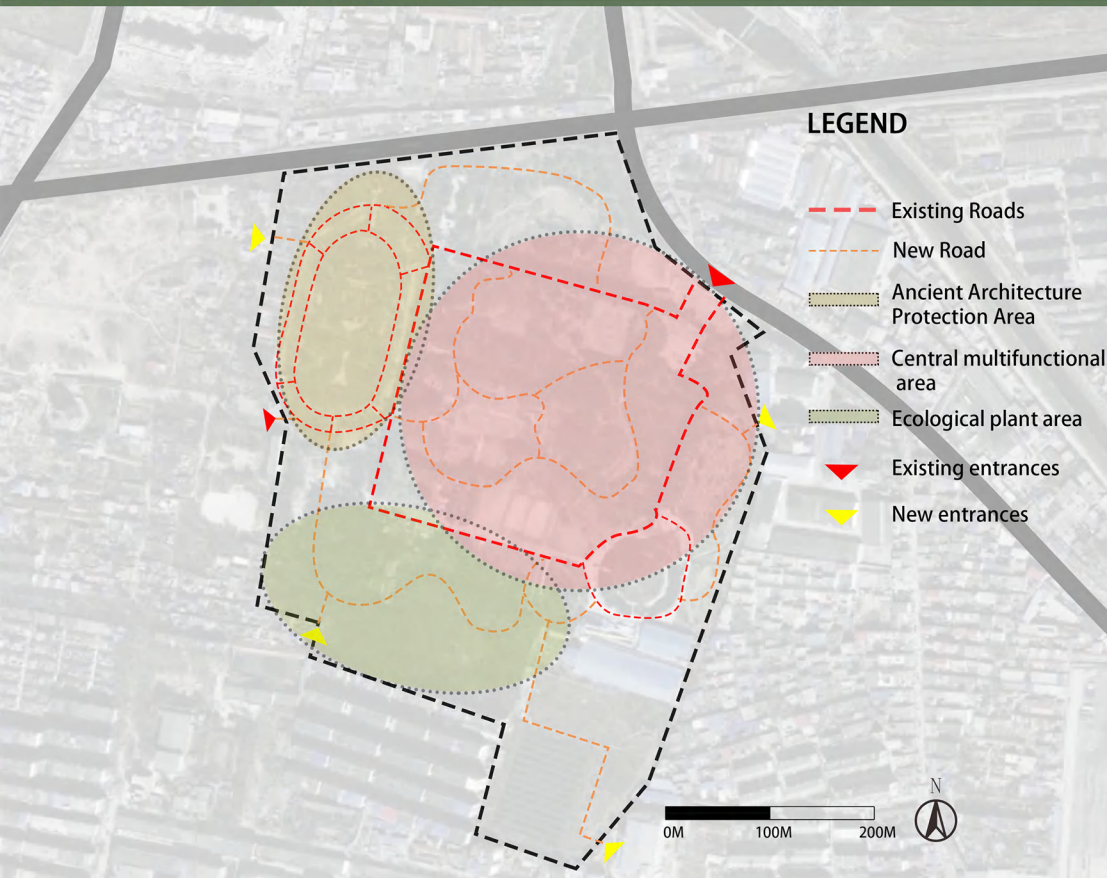 LEGEND
Existing Roads
New Road
Ancient Architecture
Protection Area
Central multifunctional
area
Ecological plant area
Existing entrances
New entrances
N
0M 100M 200M